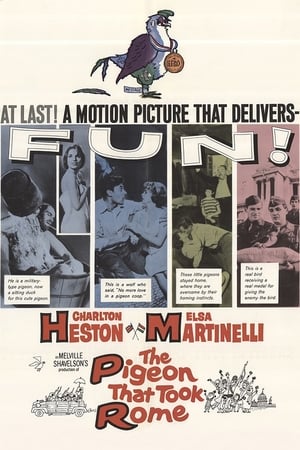 AT LAST! A MOTION PICTURE THAT DELIVERS-
FUN!
He is a military
type pigeon, now
a sitting duck
for this cute pigeon.
This is a wolf who
said, "No more love
in a pigeon coop."
These little pigeons
stayed home,
where they are
overcome by their
homing instincts.
This is a
real bird
receiving a
real medal for
giving the
enemy the bird.
CHARLTON
HESTON
ELSA
MARTINELLI
in
MELVILLE
SHAVELSON'S
production of
The
Pigeon
That Took
Rome